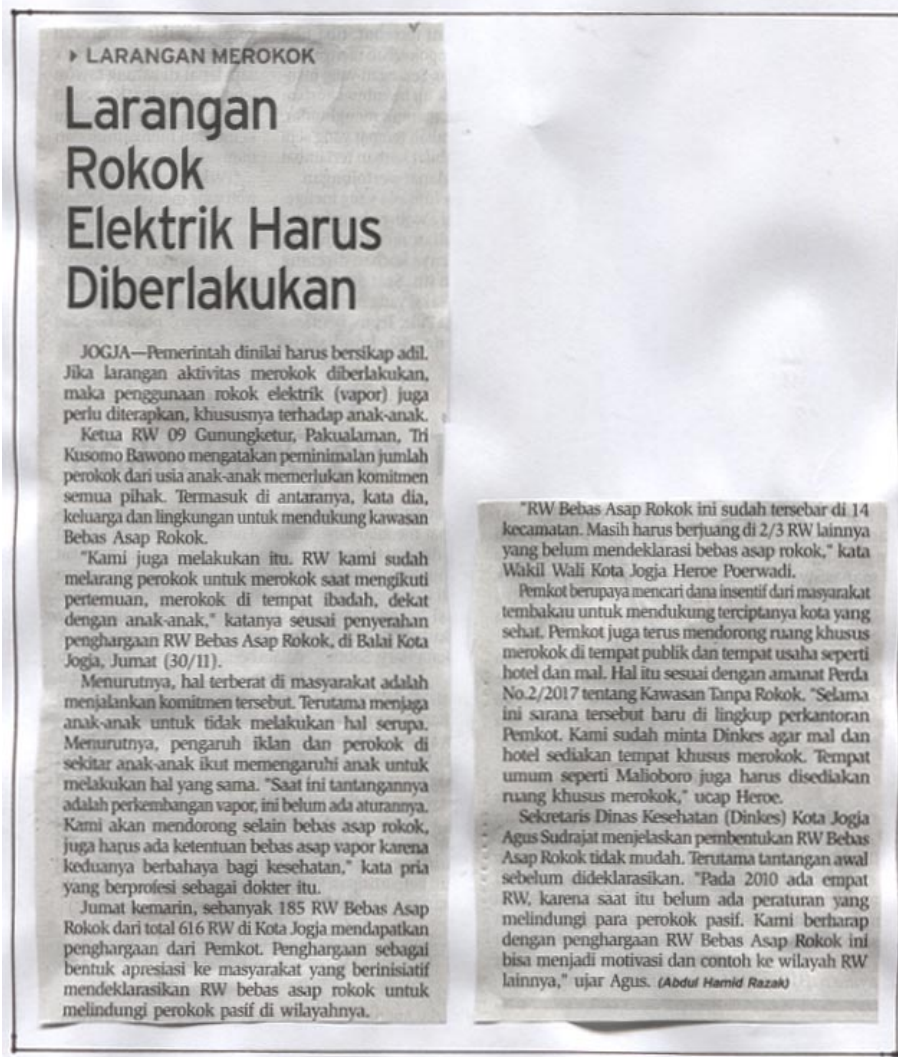 LARANGAN MEROKOK
Larangan
Rokok
Elektrik Harus
Diberlakukan
JOGJA—Pemerintah dinilai harus bersikap adil.
Jika larangan aktivitas merokok diberlakukan,
maka penggunaan rokok elektrik (vapor) juga
perlu diterapkan, khususnya terhadap anak-anak.
Ketua RW 09 Gunungketur, Pakualaman, Tri
Kusomo Bawono mengatakan peminimalan jumlah
perokok dari usia anak-anak memerlukan komitmen
semua pihak. Termasuk di antaranya, kata dia,
keluarga dan lingkungan untuk mendukung kawasan
Bebas Asap Rokok.
"Kami juga melakukan itu. RW kami sudah
melarang perokok untuk merokok saat mengikuti
pertemuan, merokok di tempat ibadah, dekat
dengan anak-anak," katanya seusai penyerahan
penghargaan RW Bebas Asap Rokok, di Balai Kota
Jogja, Jumat (30/11).
Menurutnya, hal terberat di masyarakat adalah
menjalankan komitmen tersebut. Terutama menjaga
anak-anak untuk tidak melakukan hal serupa.
Menurutnya, pengaruh iklan dan perokok di
sekitar anak-anak ikut memengaruhi anak untuk
melakukan hal yang sama. "Saat ini tantangannya
adalah perkembangan vapor, ini belum ada aturannya.
Kami akan mendorong selain bebas asap rokok,
juga harus ada ketentuan bebas asap vapor karena
keduanya berbahaya bagi kesehatan," kata pria
yang berprofesi sebagai dokter itu.
Jumat kemarin, sebanyak 185 RW Bebas Asap
Rokok dari total 616 RW di Kota Jogja mendapatkan
penghargaan dari Pemkot. Penghargaan sebagai
bentuk apresiasi ke masyarakat yang berinisiatif
mendeklarasikan RW bebas asap rokok untuk
melindungi perokok pasif di wilayahnya.
"RW Bebas Asap Rokok ini sudah tersebar di 14
kecamatan. Masih harus berjuang di 2/3 RW lainnya
yang belum mendeklarasi bebas asap rokok," kata
Wakil Wali Kota Jogja Heroe Poerwadi.
Pemkot berupaya mencari dana insentif dari masyarakat
tembakau untuk mendukung terciptanya kota yang
sehat. Pemkot juga terus mendorong ruang khusus
merokok di tempat publik dan tempat usaha seperti
hotel dan mal. Hal itu sesuai dengan amanat Perda
No.2/2017 tentang Kawasan Tanpa Rokok. "Selama
ini sarana tersebut baru di lingkup perkantoran
Pemkot. Kami sudah minta Dinkes agar mal dan
hotel sediakan tempat khusus merokok. Tempat
umum seperti Malioboro juga harus disediakan
ruang khusus merokok," ucap Heroe.
Sekretaris Dinas Kesehatan (Dinkes) Kota Jogja
Agus Sudrajat menjelaskan pembentukan RW Bebas
Asap Rokok tidak mudah. Terutama tantangan awal
sebelum dideklarasikan. "Pada 2010 ada empat
RW, karena saat itu belum ada peraturan yang
melindungi para perokok pasif. Kami berharap
dengan penghargaan RW Bebas Asap Rokok ini
bisa menjadi motivasi dan contoh ke wilayah RW
lainnya," ujar Agus. (Abdul Hamid Razak)